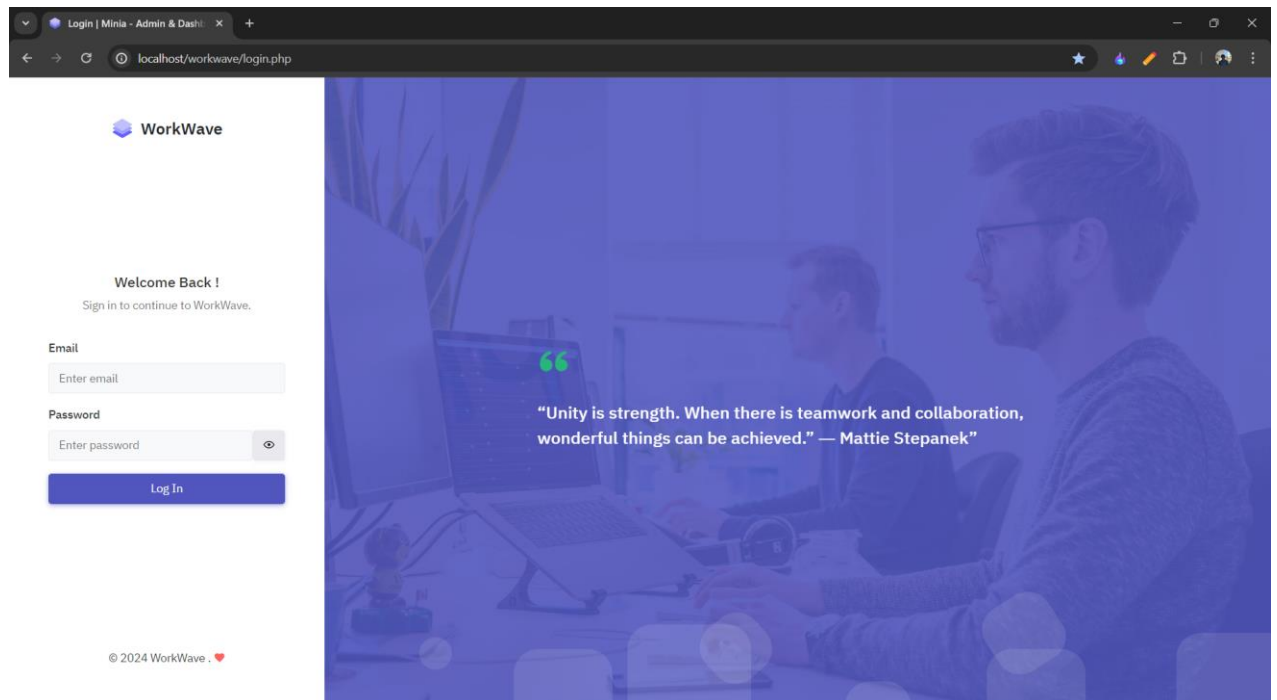 Login | Minia - Admin & Dashb
localhost/workwave/login.php
WorkWave
Welcome Back !
Sign in to continue to WorkWave.
Email
Enter email
Password
Enter password
Log In
© 2024 WorkWave . ❤
“Unity is strength. When there is teamwork and collaboration,
wonderful things can be achieved.” — Mattie Stepanek”